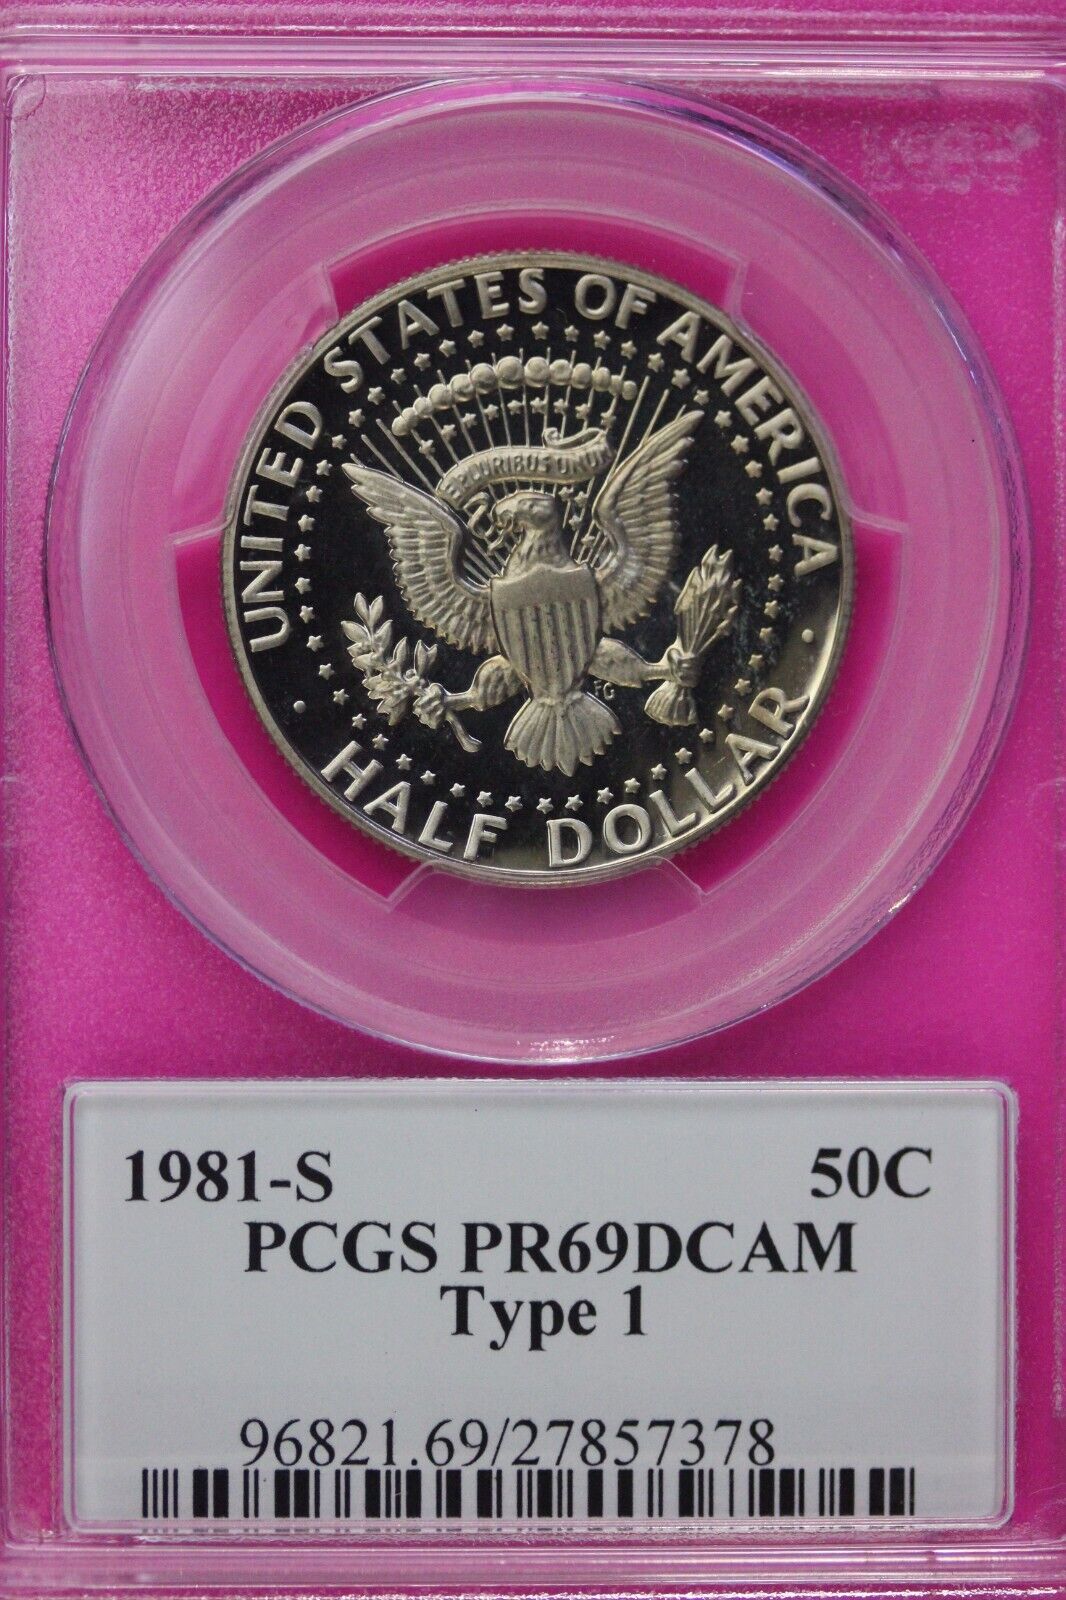 UNITED STATES OF AMERICA
E PLURIBUS UNUM
FG
· HALF DOLLAR ·
1981-S 50C
PCGS PR69DCAM
Type 1
96821.69/27857378